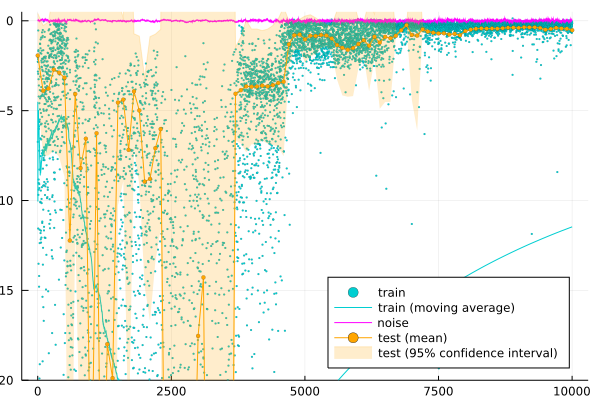 0
−5
10
15
20
0
2500
5000
7500
10000
train
train (moving average)
noise
test (mean)
test (95% confidence interval)